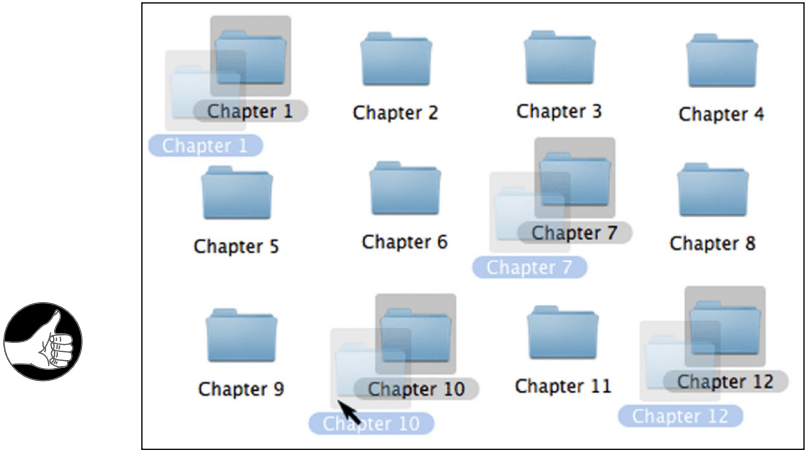 Chapter 1
Chapter 2
Chapter 3
Chapter 4
Chapter 1
Chapter 5
Chapter 6
Chapter 7
Chapter 8
Chapter 7
Chapter 9
Chapter 10
Chapter 11
Chapter 12
Chapter 10
Chapter 12